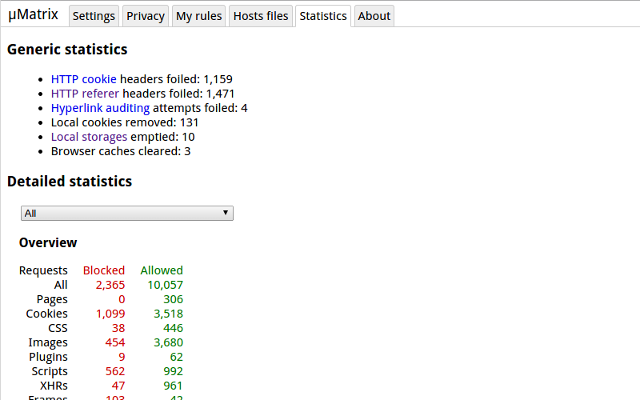 µMatrix Settings Privacy My rules Hosts files Statistics About
Generic statistics
HTTP cookie headers foiled: 1,159
HTTP referer headers foiled: 1,471
Hyperlink auditing attempts foiled: 4
Local cookies removed: 131
Local storages emptied: 10
Browser caches cleared: 3
Detailed statistics
All
Overview
Requests Blocked Allowed
All 2,365 10,057
Pages 0 306
Cookies 1,099 3,518
CSS 38 446
Images 454 3,680
Plugins 9 62
Scripts 562 992
XHRs 47 961
Frames 103 42